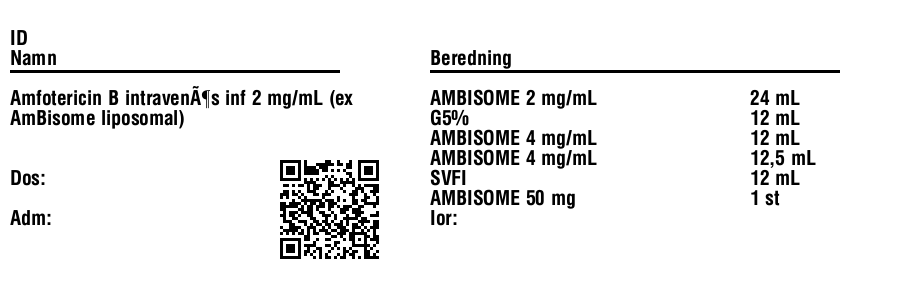 ID
Namn
Amfotericin B intravenÃ¶s inf 2 mg/mL (ex
AmBisome liposomal)
Dos:
Adm:
Beredning
AMBISOME 2 mg/mL 24 mL
G5% 12 mL
AMBISOME 4 mg/mL 12 mL
AMBISOME 4 mg/mL 12,5 mL
SVFI 12 mL
AMBISOME 50 mg 1 st
Ior: